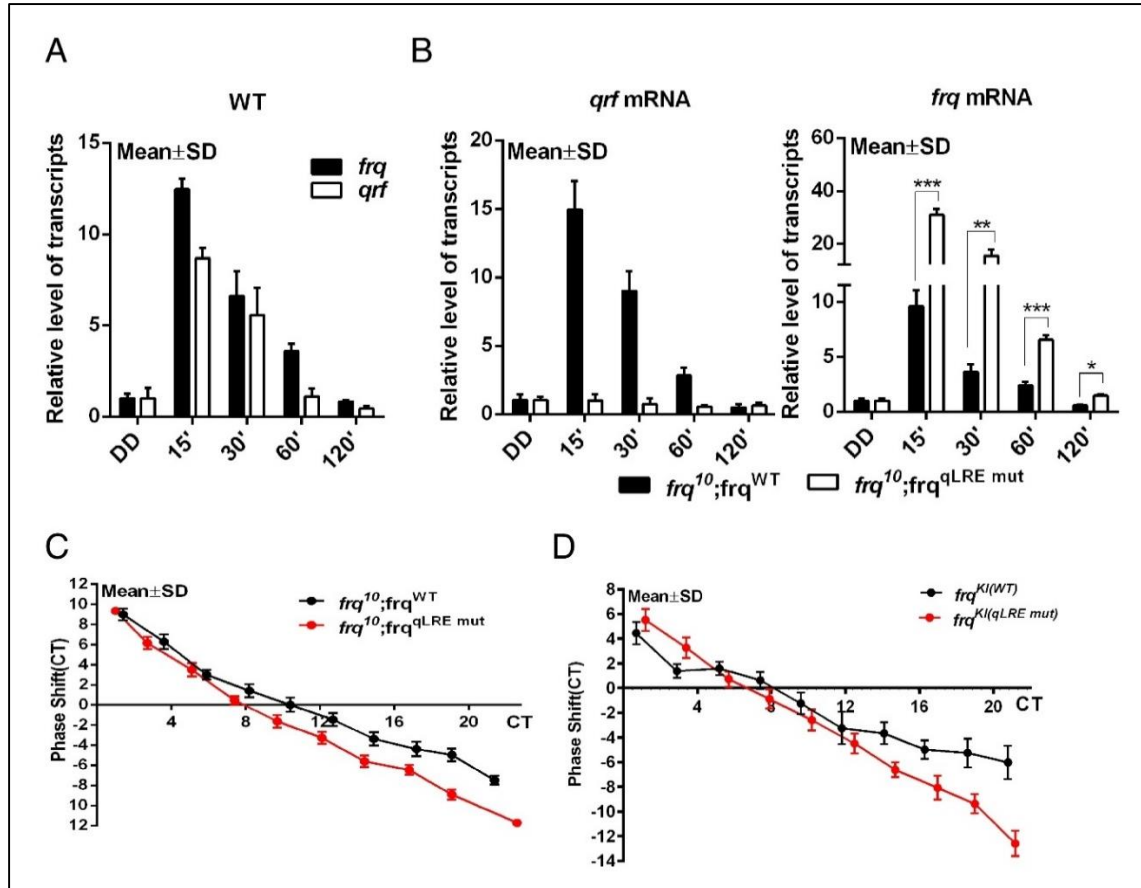 A
WT
Mean±SD
frq
qrf
Relative level of transcripts
15
10
5
0
DD
15'
30'
60'
120'
B
qrf mRNA
Mean±SD
Relative level of transcripts
20
15
10
5
0
DD
15'
30'
60'
120'
frq mRNA
Mean±SD
Relative level of transcripts
60
40
20
10
5
0
***
**
***
*
DD
15'
30'
60'
120'
frq10;frqWT
frq10;frqqLRE mut
C
Mean±SD
frq10;frqWT
frq10;frqqLRE mut
Phase Shift(CT)
12
10
8
6
4
2
0
-2
-4
-6
-8
10
12
4
8
12
16
20
CT
D
Mean±SD
frqKI(WT)
frqKI(qLRE mut)
Phase Shift(CT)
8
6
4
2
0
-2
-4
-6
-8
-10
-12
-14
4
8
12
16
20
CT